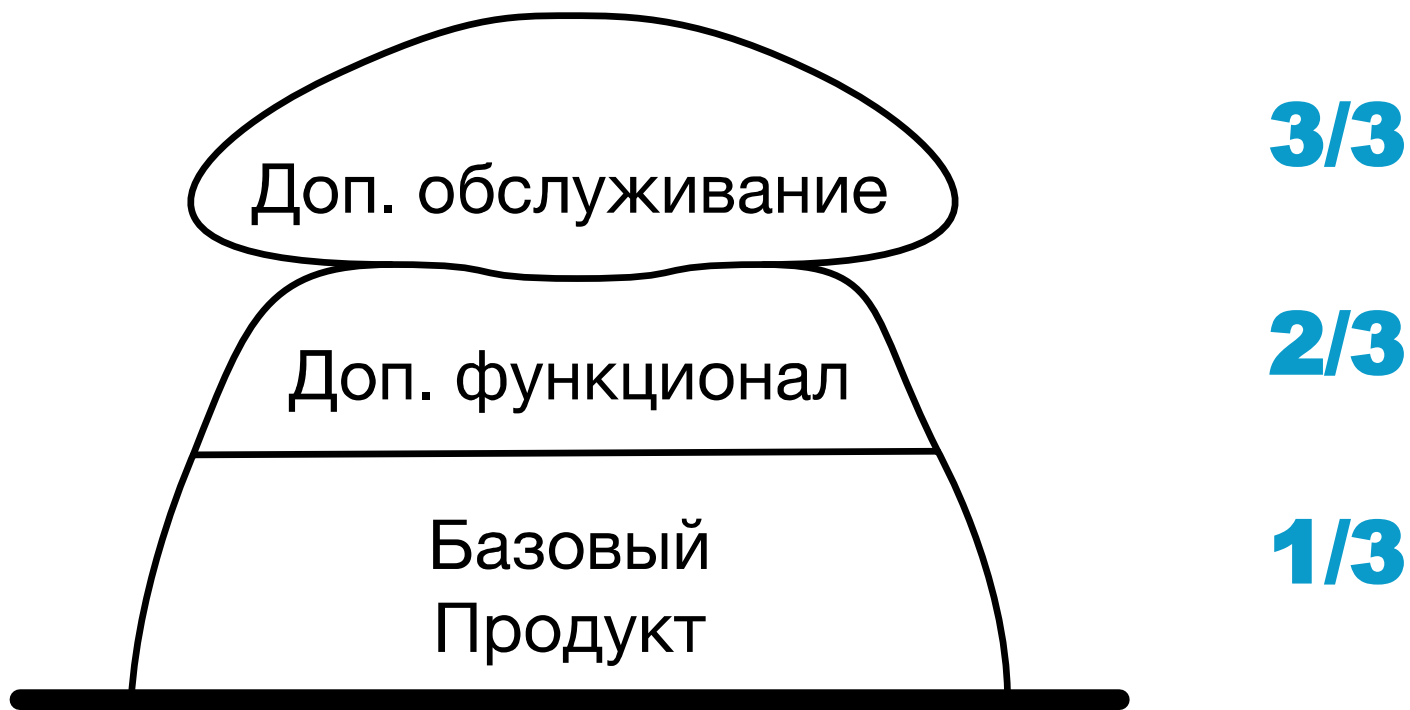 3/3
Доп. обслуживание
2/3
Доп. функционал
1/3
Базовый
Продукт